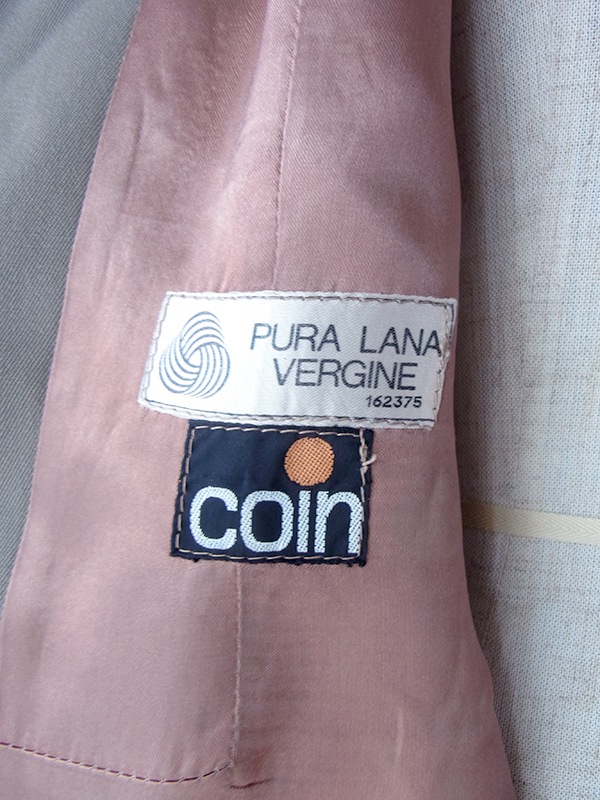 PURA LANA
VERGINE
162375
coin